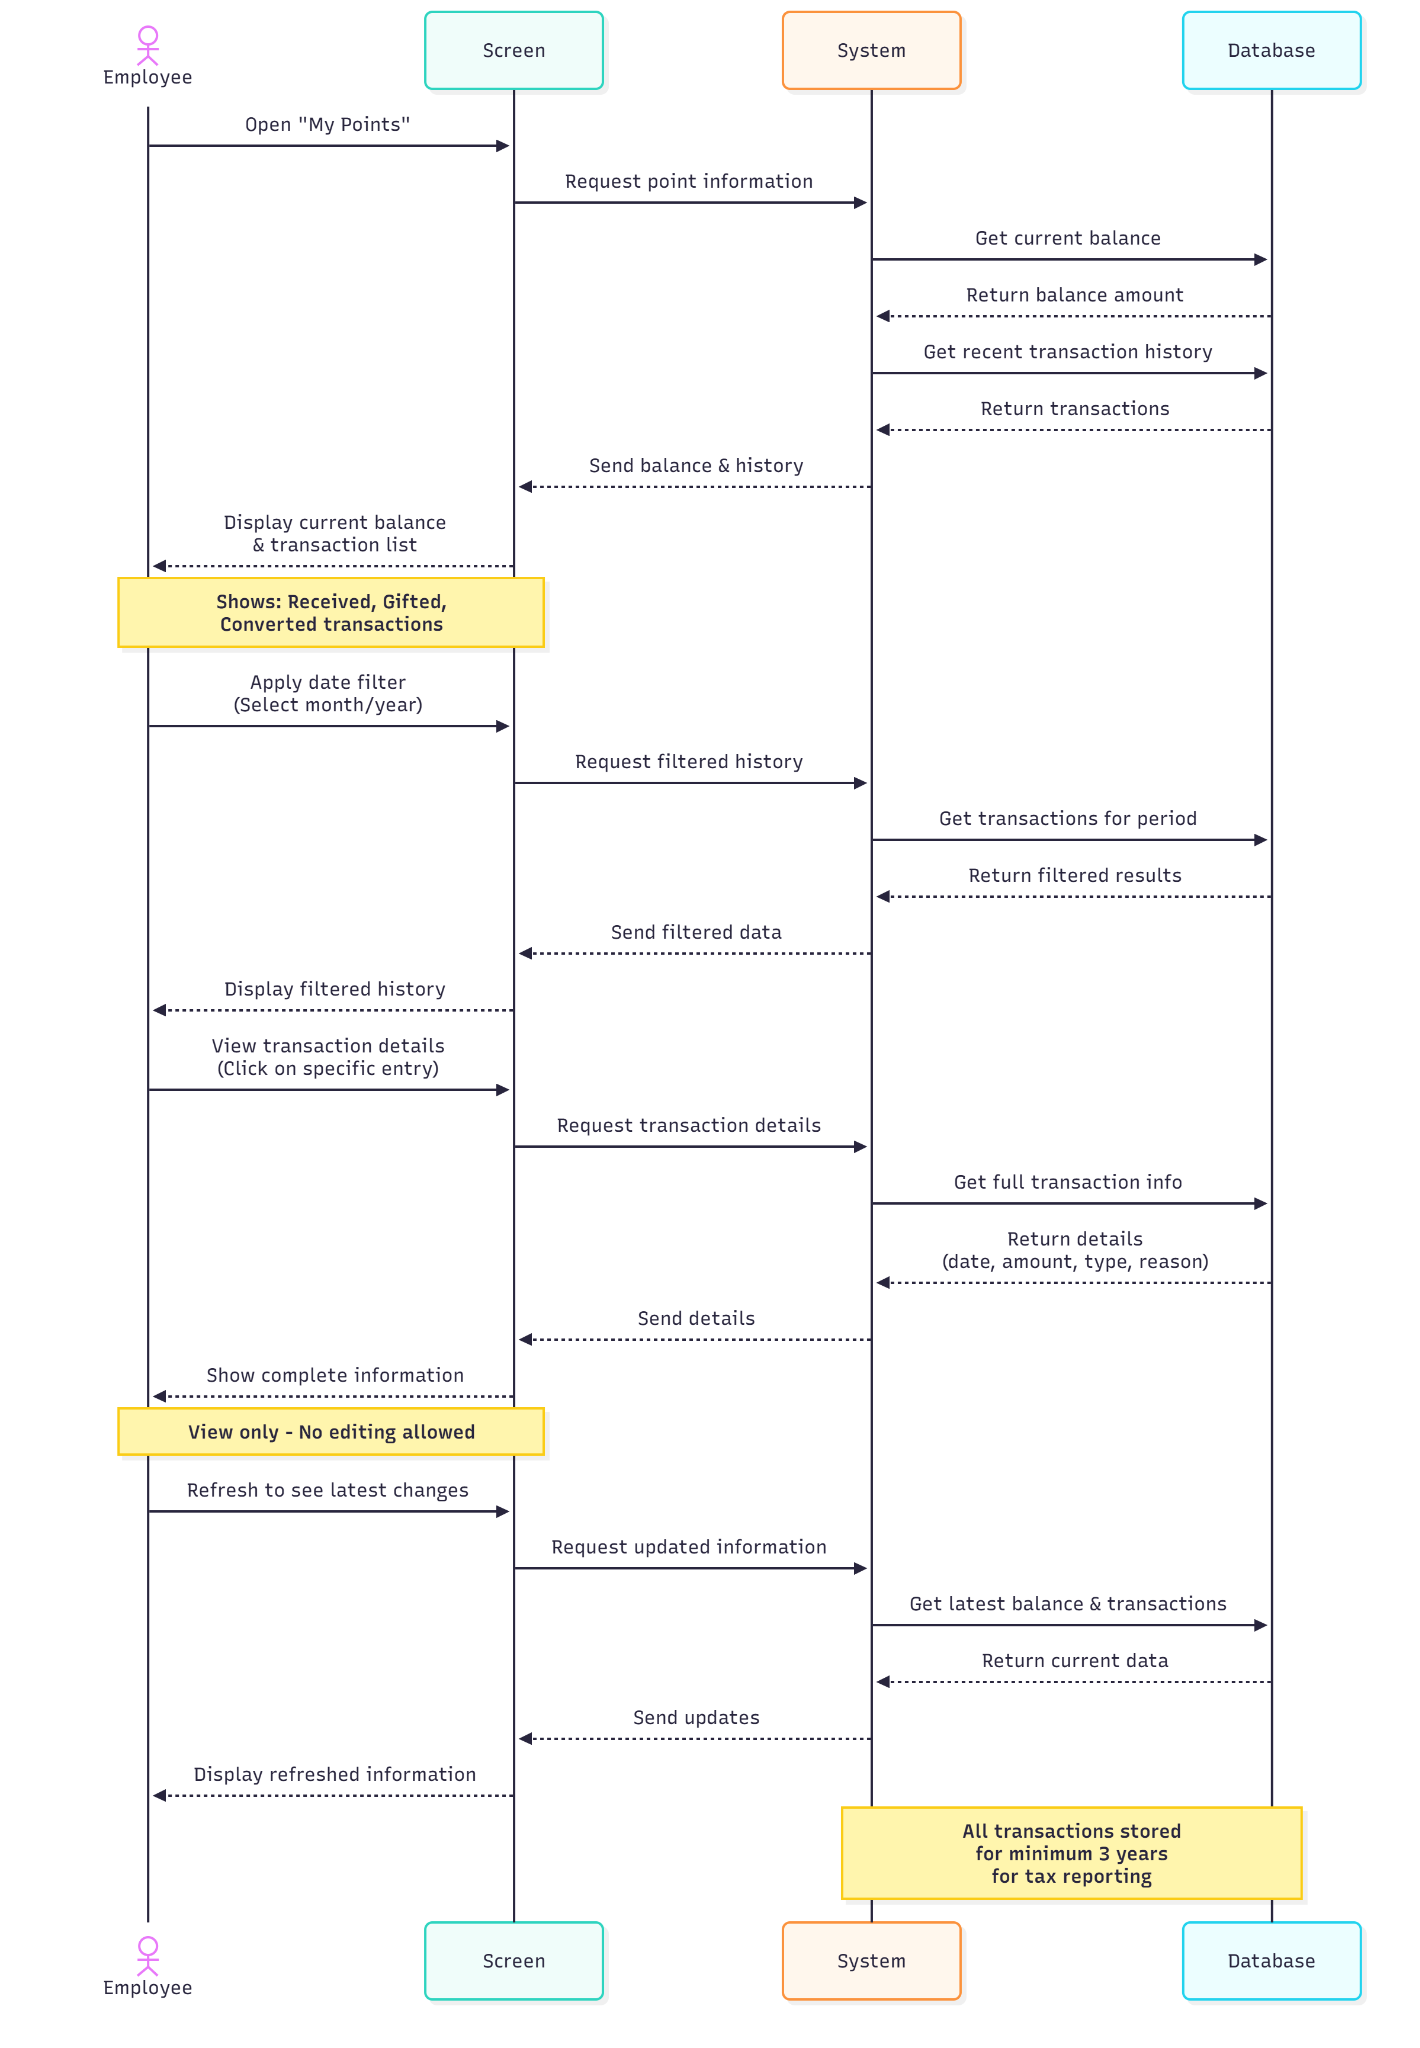 Employee
Screen
System
Database
Open "My Points"
Request point information
Get current balance
Return balance amount
Get recent transaction history
Return transactions
Send balance & history
Display current balance
& transaction list
Shows: Received, Gifted,
Converted transactions
Apply date filter
(Select month/year)
Request filtered history
Get transactions for period
Return filtered results
Send filtered data
Display filtered history
View transaction details
(Click on specific entry)
Request transaction details
Get full transaction info
Return details
(date, amount, type, reason)
Send details
Show complete information
View only - No editing allowed
Refresh to see latest changes
Request updated information
Get latest balance & transactions
Return current data
Send updates
Display refreshed information
All transactions stored
for minimum 3 years
for tax reporting
Employee
Screen
System
Database